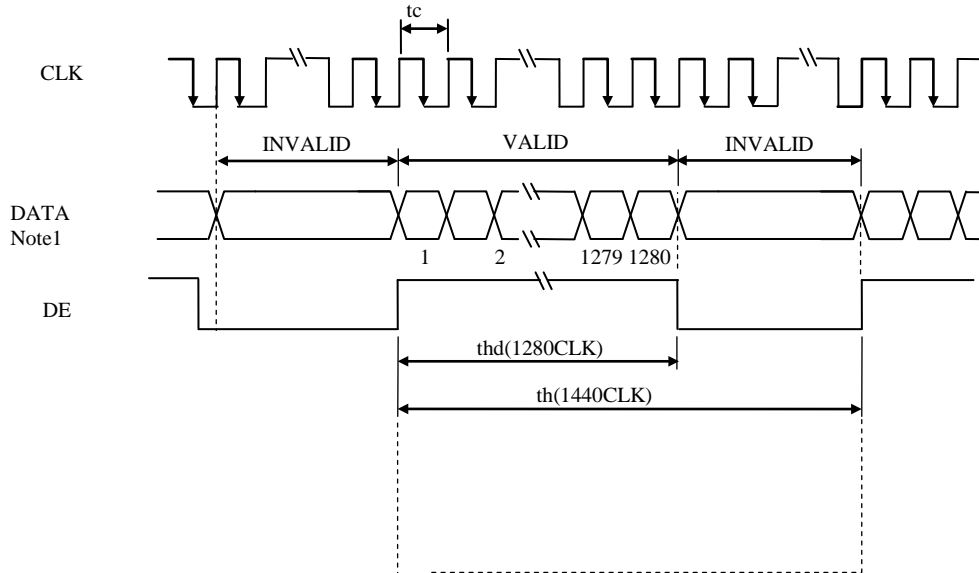 tc
CLK
INVALID
VALID
INVALID
DATA
Note1
1
2
1279
1280
DE
thd(1280CLK)
th(1440CLK)